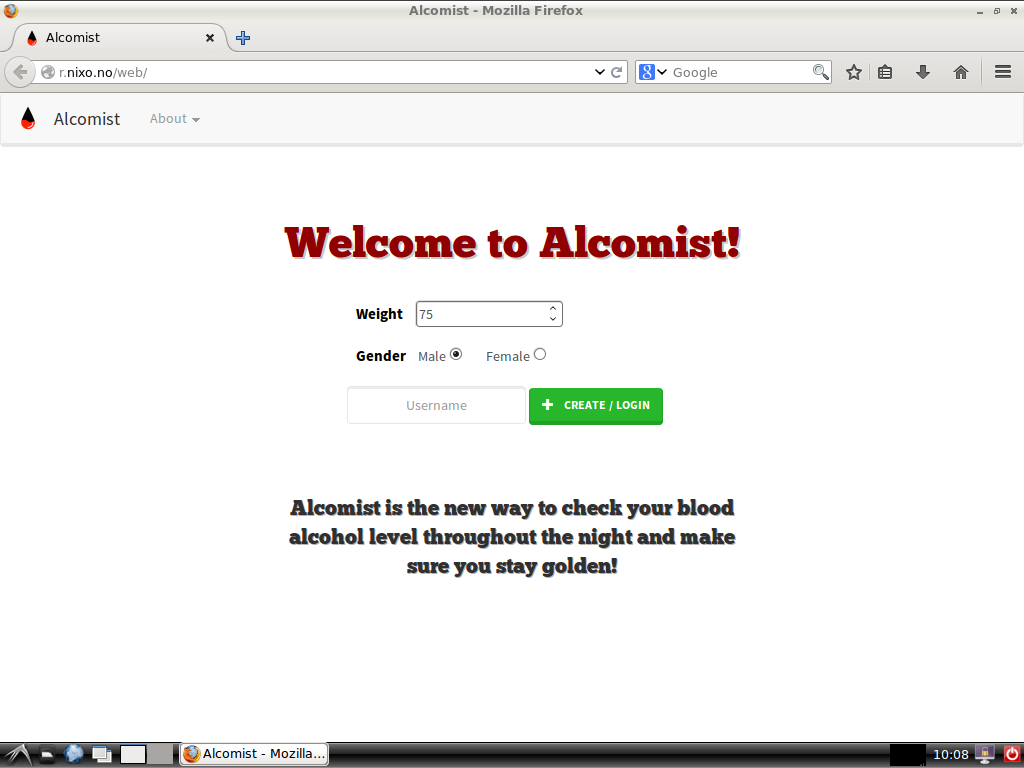 Alcomist - Mozilla Firefox
Alcomist
r.nixo.no/web/
Google
Alcomist About
Welcome to Alcomist!
Weight 75
Gender Male Female
Username CREATE / LOGIN
Alcomist is the new way to check your blood
alcohol level throughout the night and make
sure you stay golden!
Alcomist - Mozilla... 10:08